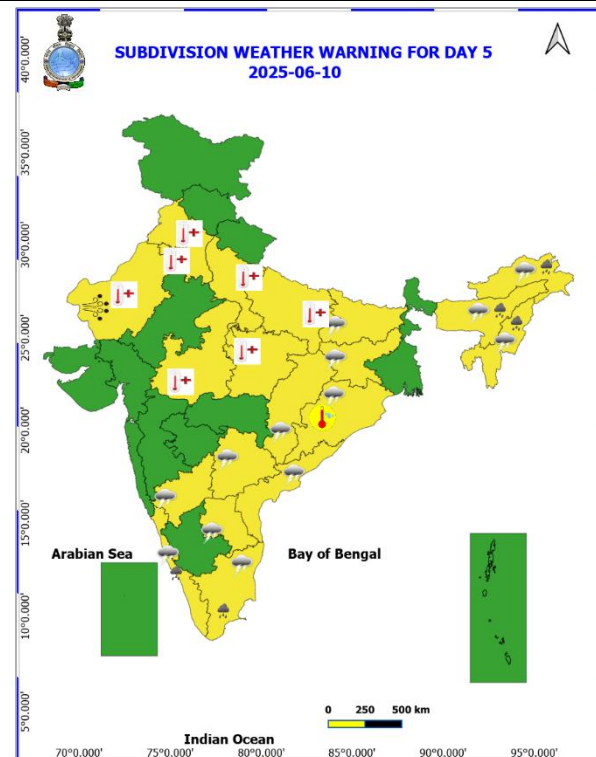 SUBDIVISION WEATHER WARNING FOR DAY 5
2025-06-10
40°0.000'
35°0.000'
30°0.000'
25°0.000'
20°0.000'
15°0.000'
10°0.000'
5°0.000'
Arabian Sea
Bay of Bengal
0 250 500 km
Indian Ocean
70°0.000' 75°0.000' 80°0.000' 85°0.000' 90°0.000' 95°0.000'